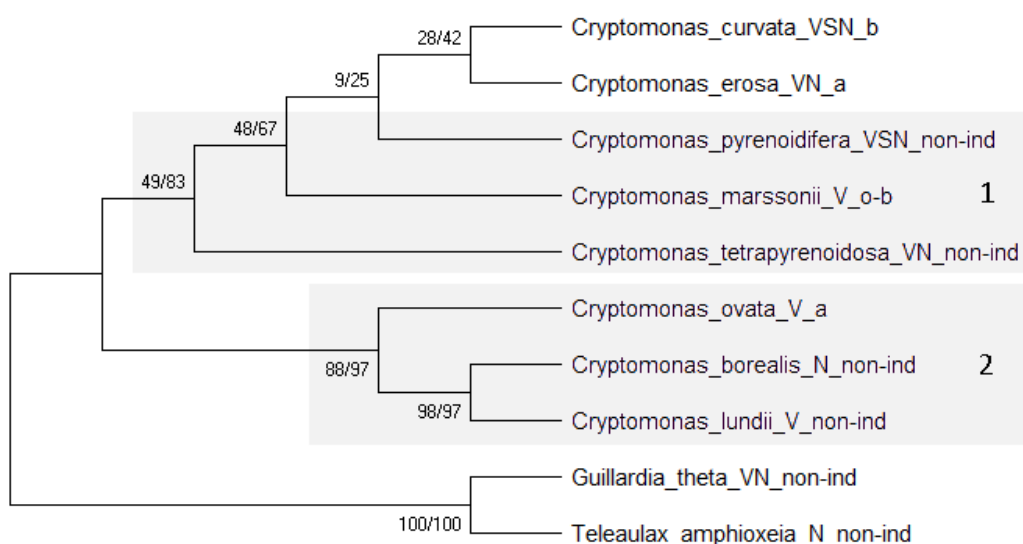 28/42
Cryptomonas_curvata_VSN_b
9/25
Cryptomonas_erosa_VN_a
48/67
Cryptomonas_pyrenoidifera_VSN_non-ind
49/83
Cryptomonas_marssonii_V_o-b
1
Cryptomonas_tetrapyrenoidosa_VN_non-ind
Cryptomonas_ovata_V_a
88/97
Cryptomonas_borealis_N_non-ind
2
98/97
Cryptomonas_lundii_V_non-ind
Guillardia_theta_VN_non-ind
100/100
Teleaulax_amphioxeia_N_non-ind